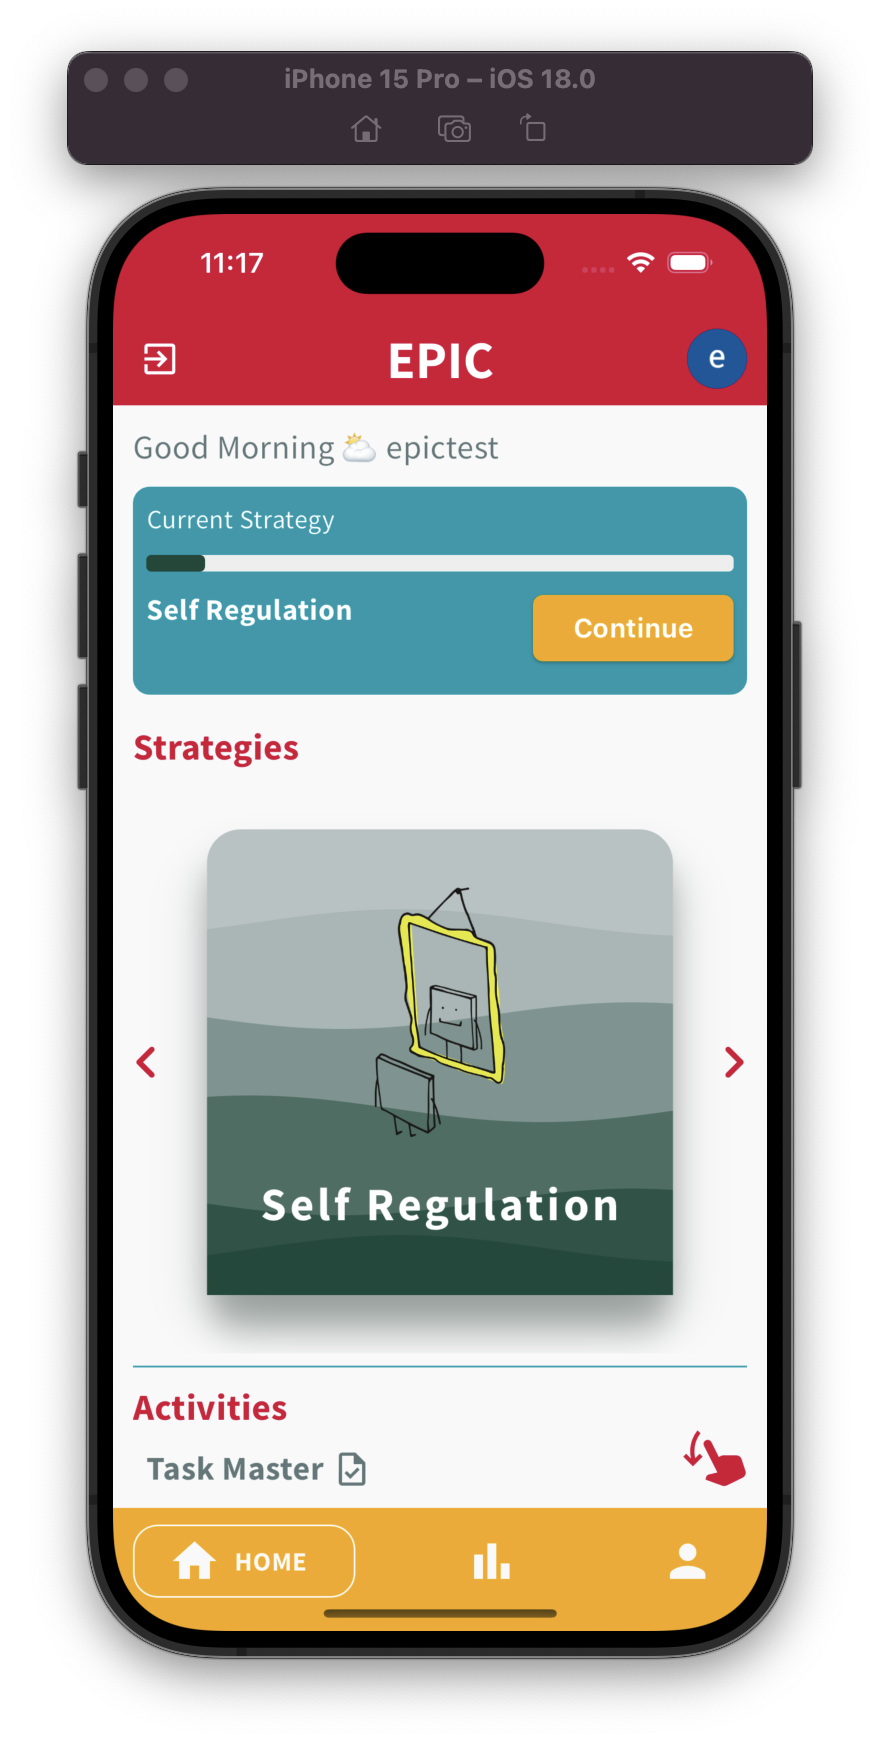 iPhone 15 Pro – iOS 18.0
11:17
EPIC
e
Good Morning ⛅ epictest
Current Strategy
Self Regulation
Continue
Strategies
Self Regulation
Activities
Task Master
HOME